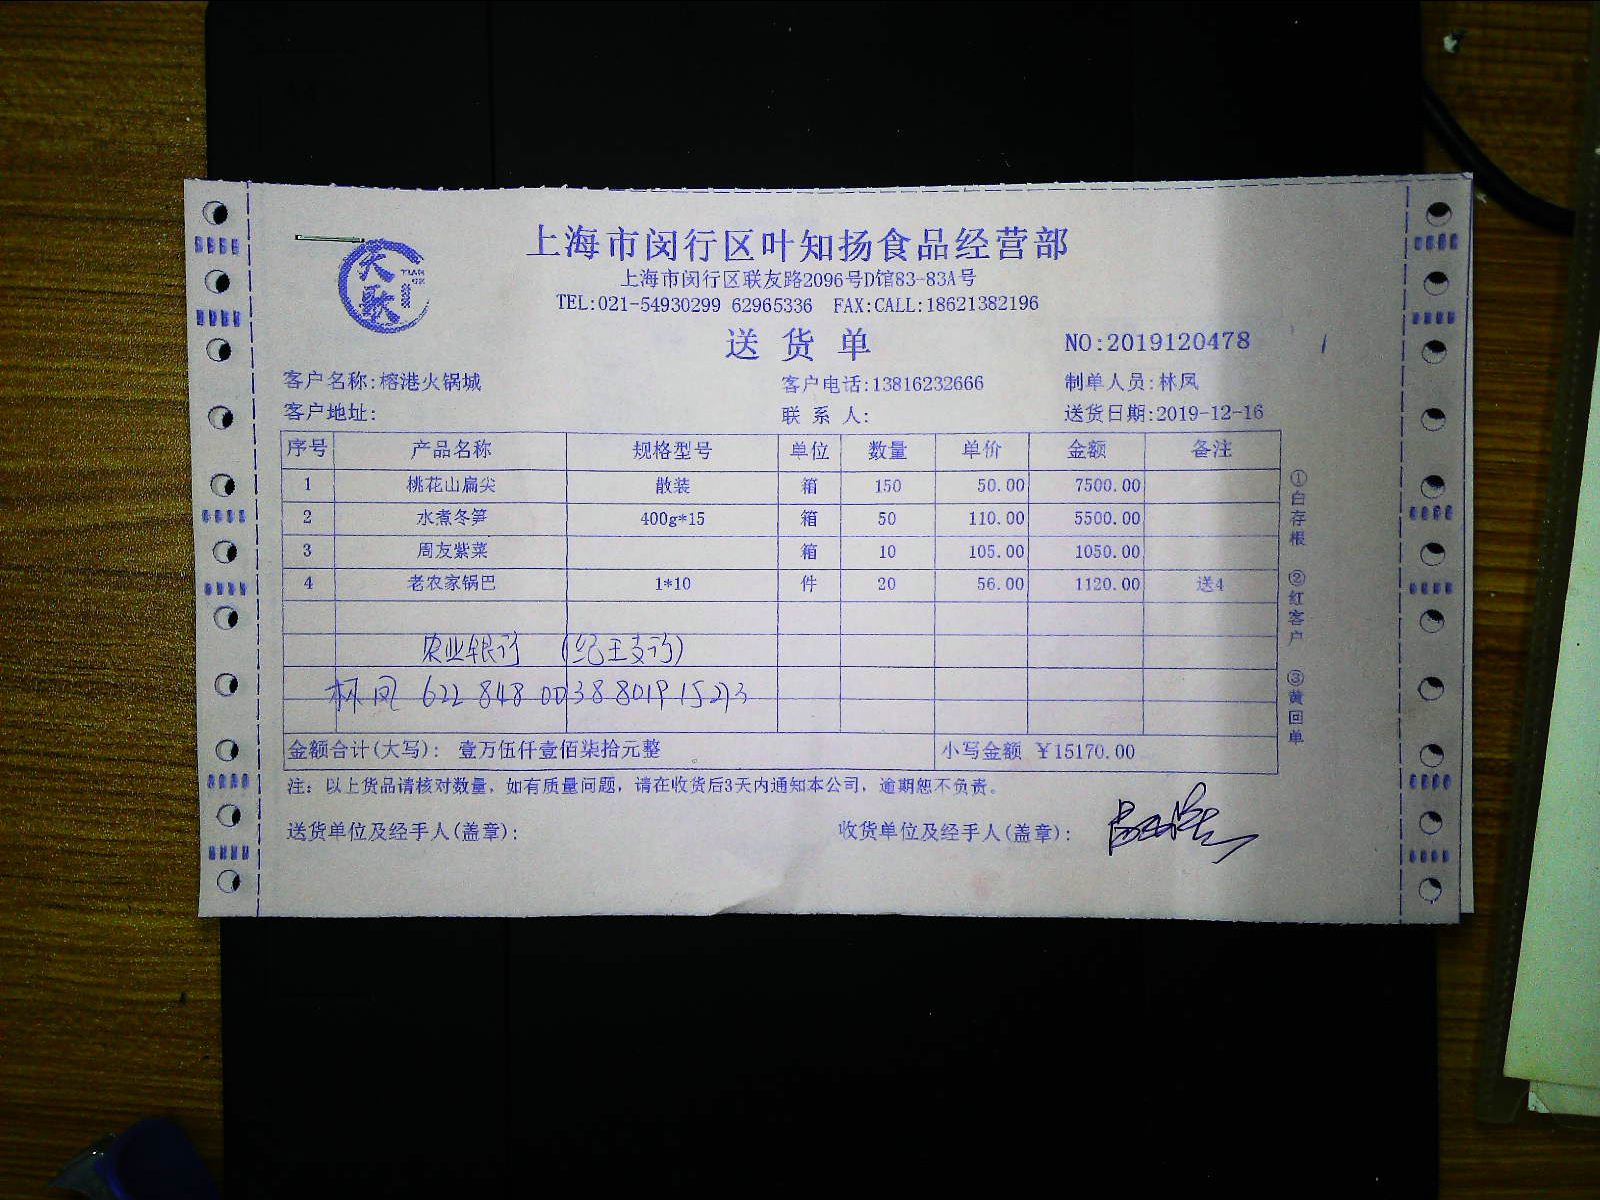 天歌
上海市闵行区叶知扬食品经营部
上海市闵行区联友路2096号D馆83-83A号
TEL:021-54930299 62965336 FAX:CALL:18621382196
送 货 单 NO:2019120478
客户名称:榕港火锅城 客户电话:13816232666 制单人员:林凤
客户地址: 联 系 人: 送货日期:2019-12-16
序号 产品名称 规格型号 单位 数量 单价 金额 备注
1 桃花山扁尖 散装 箱 150 50.00 7500.00
2 水煮冬笋 400g*15 箱 50 110.00 5500.00
3 周友紫菜 箱 10 105.00 1050.00
4 老农家锅巴 1*10 件 20 56.00 1120.00 送4
农业银行 (纪王支行)
林凤 622 848 0038 8019 15213
金额合计(大写): 壹万伍仟壹佰柒拾元整 小写金额 ¥15170.00
注: 以上货品请核对数量, 如有质量问题, 请在收货后3天内通知本公司, 逾期恕不负责。
送货单位及经手人(盖章): 收货单位及经手人(盖章):
①白存根 ②红客户 ③黄回单